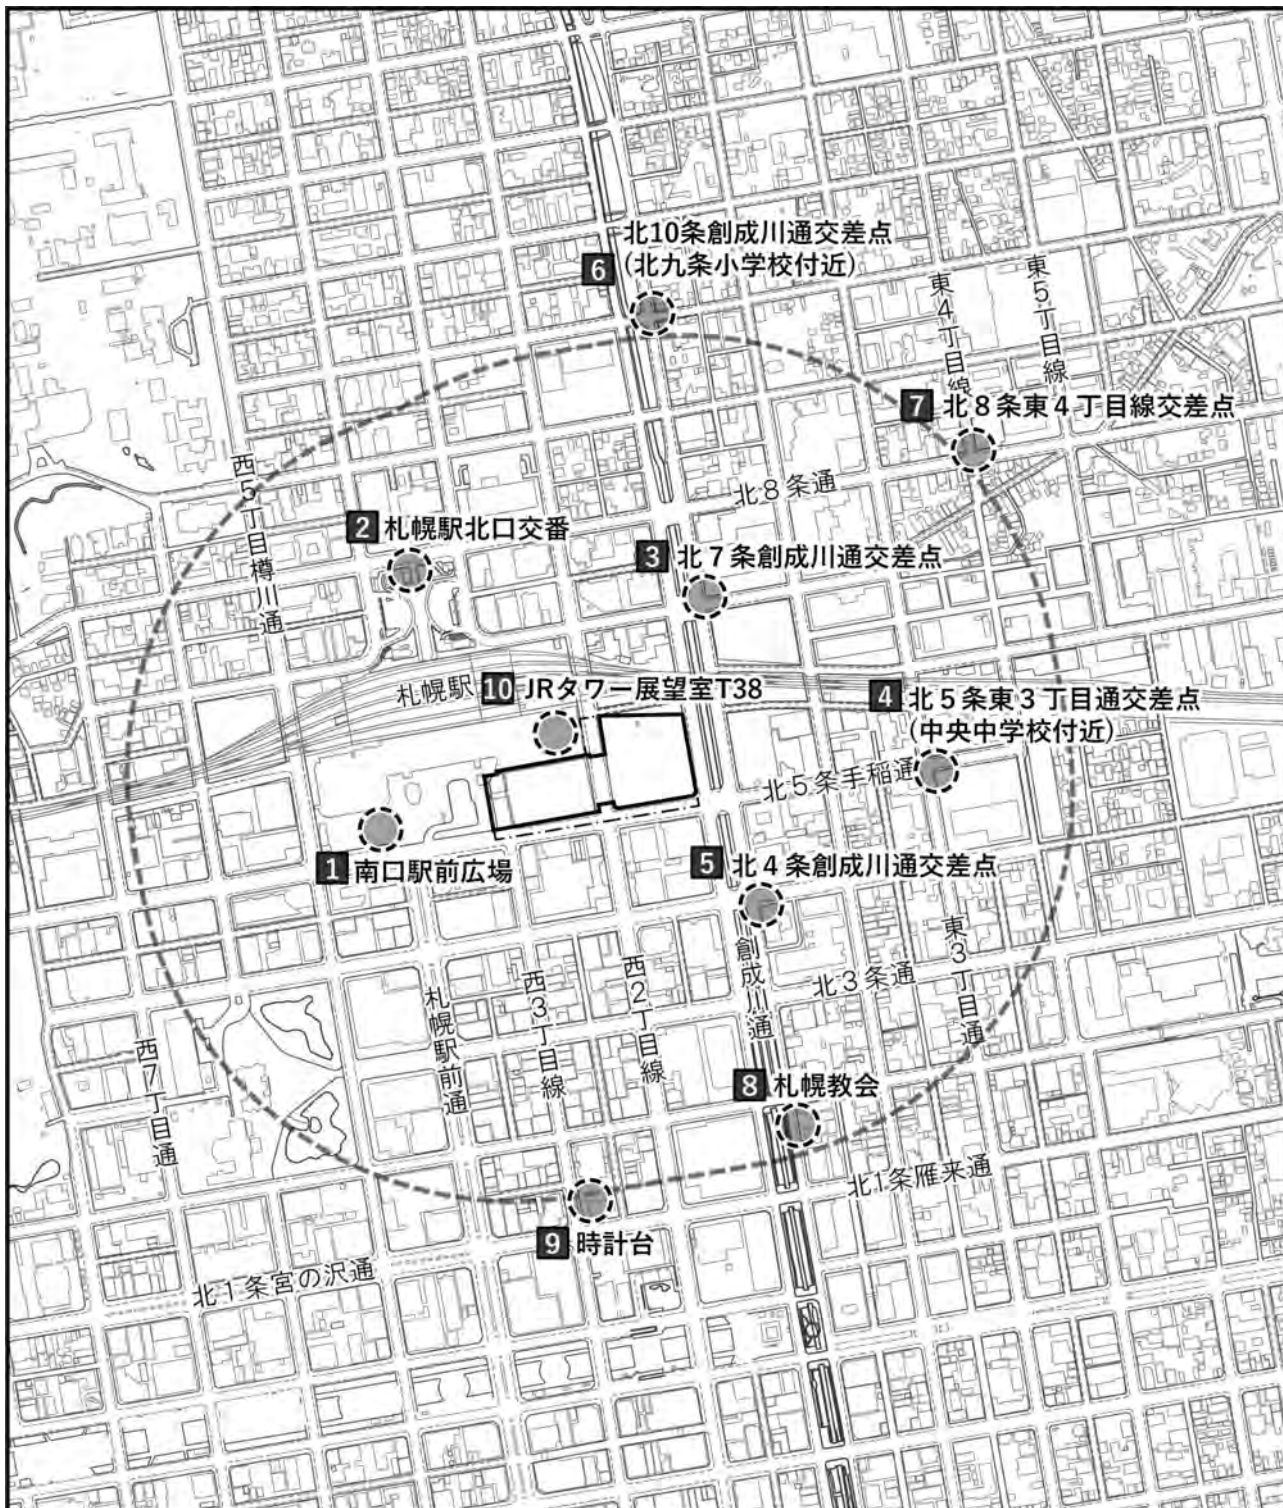 6
北10条創成川通交差点
(北九条小学校付近)
東4丁目線
東5丁目線
7
北8条東4丁目線交差点
西5丁目樽川通
北8条通
2
札幌駅北口交番
3
北7条創成川通交差点
札幌駅
10
JRタワー展望室T38
4
北5条東3丁目通交差点
(中央中学校付近)
北5条手稲通
1
南口駅前広場
5
北4条創成川通交差点
創成川通
北3条通
東3丁目通
札幌駅前通
西3丁目線
西2丁目線
西7丁目通
8
札幌教会
北1条雁来通
9
時計台
北1条宮の沢通